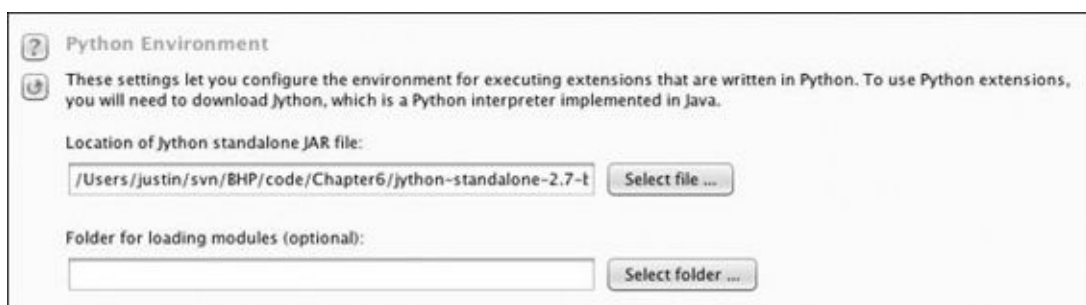 ?
Python Environment
These settings let you configure the environment for executing extensions that are written in Python. To use Python extensions,
you will need to download Jython, which is a Python interpreter implemented in Java.
Location of Jython standalone JAR file:
/Users/justin/svn/BHP/code/Chapter6/jython-standalone-2.7-b
Select file ...
Folder for loading modules (optional):
Select folder ...